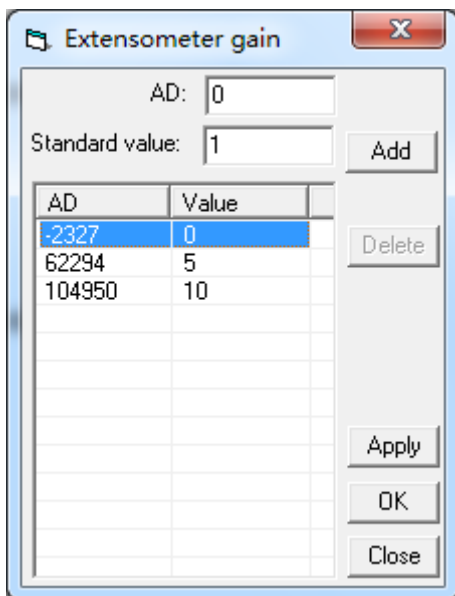 Extensometer gain
AD: 0
Standard value: 1
Add
AD Value
-2327 0
Delete
62294 5
104950 10
Apply
OK
Close